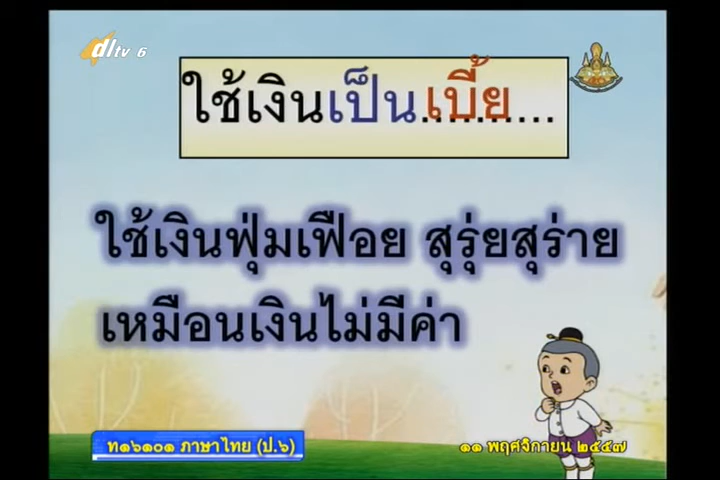 dltv 6
ใช้เงินเป็นเบี้ย..........
ใช้เงินฟุ่มเฟือย สุรุ่ยสุร่าย
เหมือนเงินไม่มีค่า
ท๑๖๑๐๑ ภาษาไทย (ป.๖)
๑๑ พฤศจิกายน ๒๕๕๗